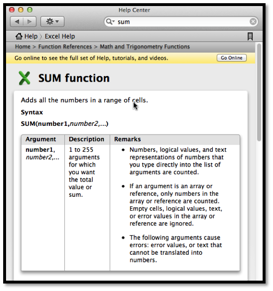 Help Center
sum
Help › Excel Help
Home > Function References > Math and Trigonometry Functions
Go online to see the full set of Help, tutorials, and videos.
Go Online
SUM function
Adds all the numbers in a range of cells.
Syntax
SUM(number1,number2,...)
Argument Description Remarks
number1,
number2,...
1 to 255
arguments
for which
you want
the total
value or
sum.
• Numbers, logical values, and text
representations of numbers that
you type directly into the list of
arguments are counted.
• If an argument is an array or
reference, only numbers in the
array or reference are counted.
Empty cells, logical values, text,
or error values in the array or
reference are ignored.
• The following arguments cause
errors: error values, or text that
cannot be translated into
numbers.